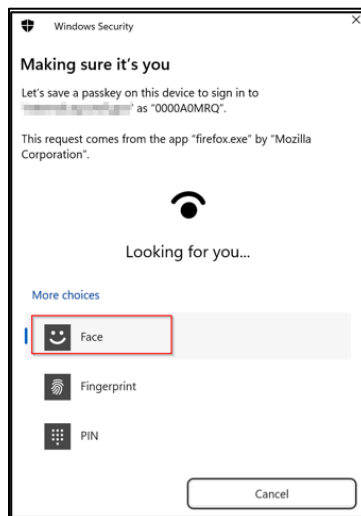 Windows Security
Making sure it's you
Let's save a passkey on this device to sign in to
" " as "0000A0MRQ".
This request comes from the app "firefox.exe" by "Mozilla
Corporation".
Looking for you...
More choices
Face
Fingerprint
PIN
Cancel